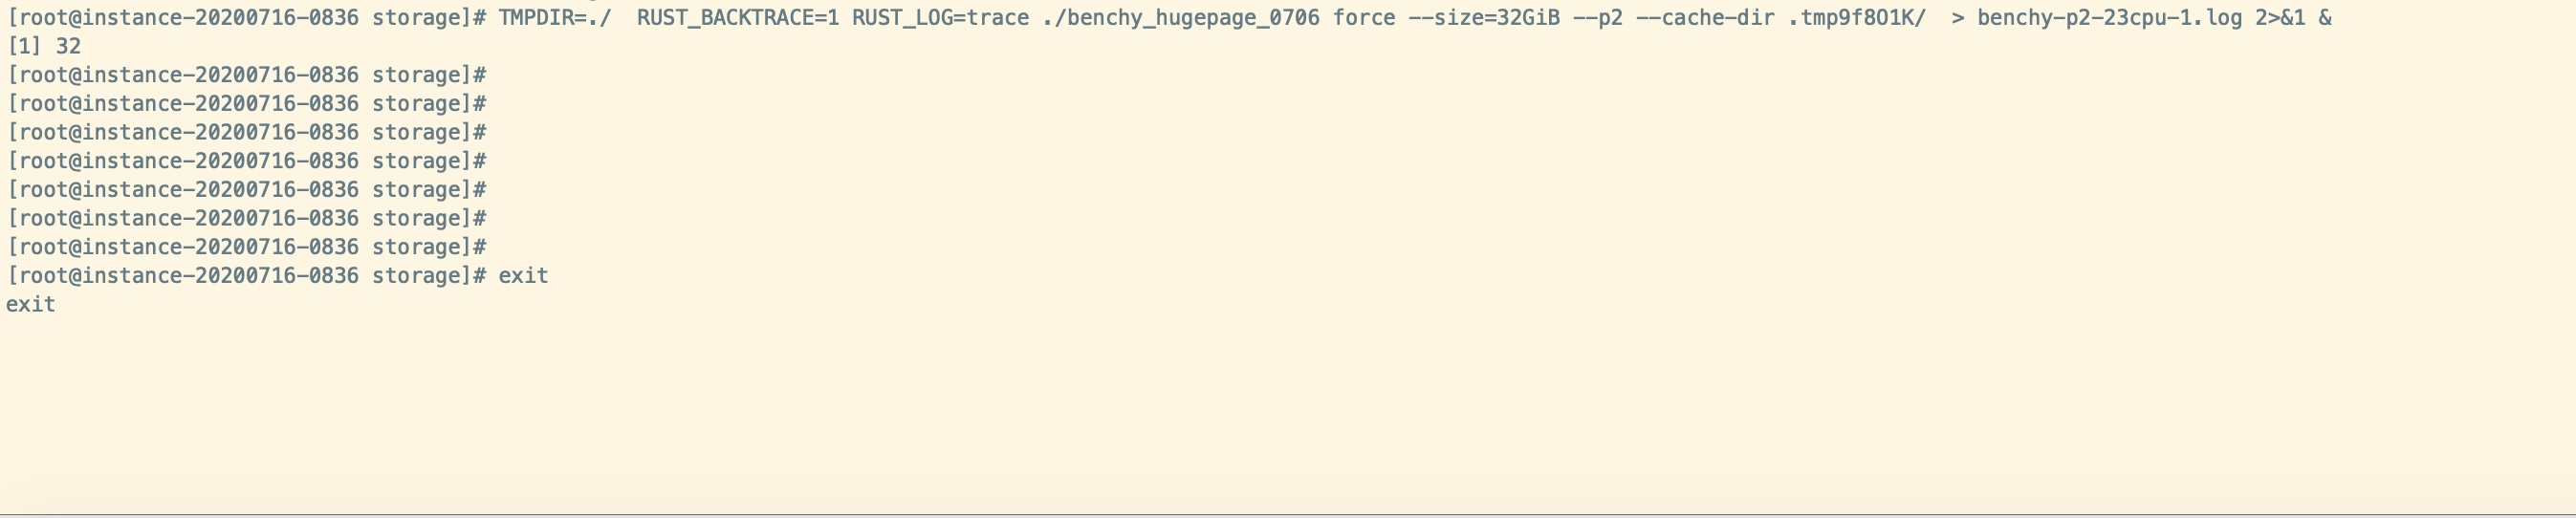 [root@instance-20200716-0836 storage]# TMPDIR=./  RUST_BACKTRACE=1 RUST_LOG=trace ./benchy_hugepage_0706 force --size=32GiB --p2 --cache-dir .tmp9f8O1K/  > benchy-p2-23cpu-1.log 2>&1 &
[1] 32
[root@instance-20200716-0836 storage]#
[root@instance-20200716-0836 storage]#
[root@instance-20200716-0836 storage]#
[root@instance-20200716-0836 storage]#
[root@instance-20200716-0836 storage]#
[root@instance-20200716-0836 storage]#
[root@instance-20200716-0836 storage]#
[root@instance-20200716-0836 storage]# exit
exit